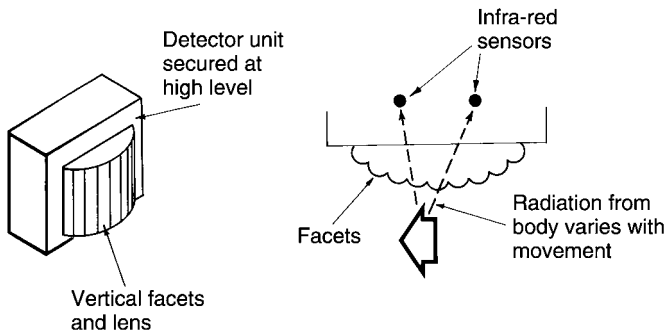 Detector unit
secured at
high level
Vertical facets
and lens
Infra-red
sensors
Facets
Radiation from
body varies with
movement